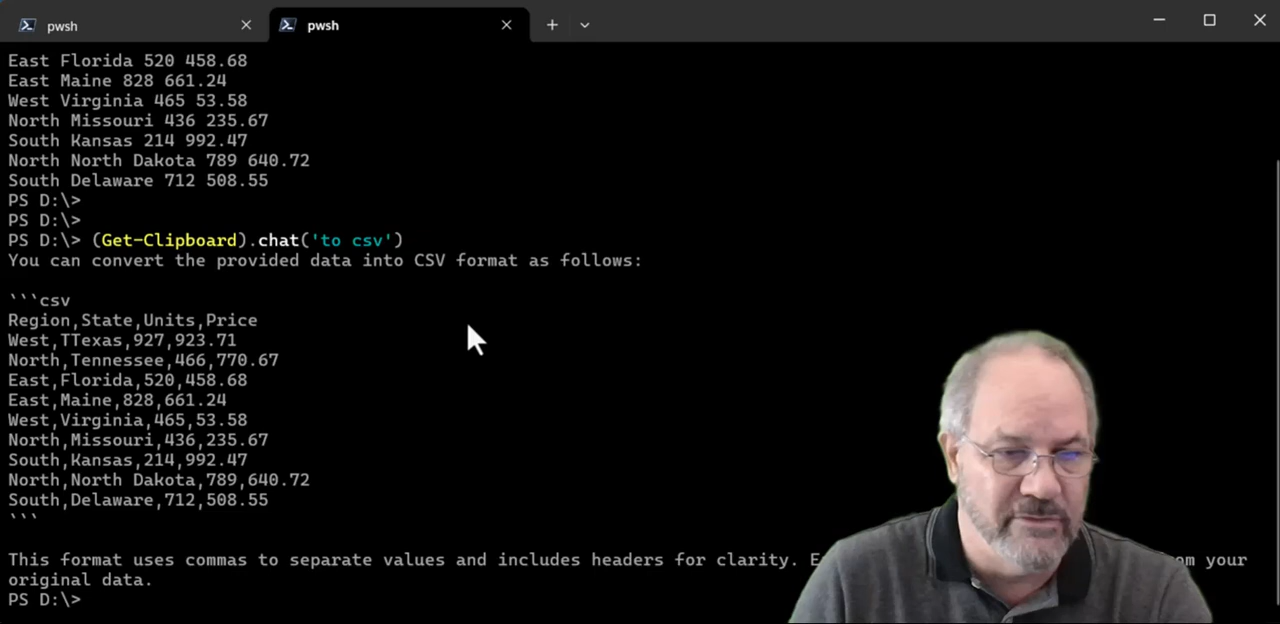 pwsh
pwsh
East Florida 520 458.68
East Maine 828 661.24
West Virginia 465 53.58
North Missouri 436 235.67
South Kansas 214 992.47
North North Dakota 789 640.72
South Delaware 712 508.55
PS D:\>
PS D:\>
PS D:\> (Get-Clipboard).chat('to csv')
You can convert the provided data into CSV format as follows:
```csv
Region,State,Units,Price
West,TTexas,927,923.71
North,Tennessee,466,770.67
East,Florida,520,458.68
East,Maine,828,661.24
West,Virginia,465,53.58
North,Missouri,436,235.67
South,Kansas,214,992.47
North,North Dakota,789,640.72
South,Delaware,712,508.55
```
This format uses commas to separate values and includes headers for clarity. your
original data.
PS D:\>